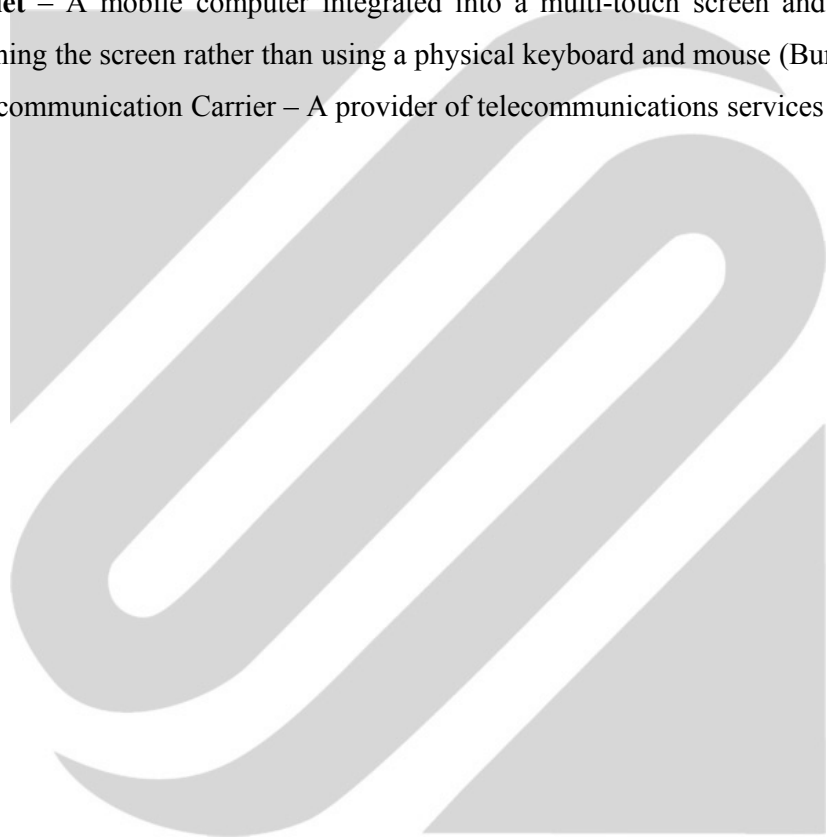 let – A mobile computer integrated into a multi-touch screen and
ning the screen rather than using a physical keyboard and mouse (Bur
communication Carrier – A provider of telecommunications services